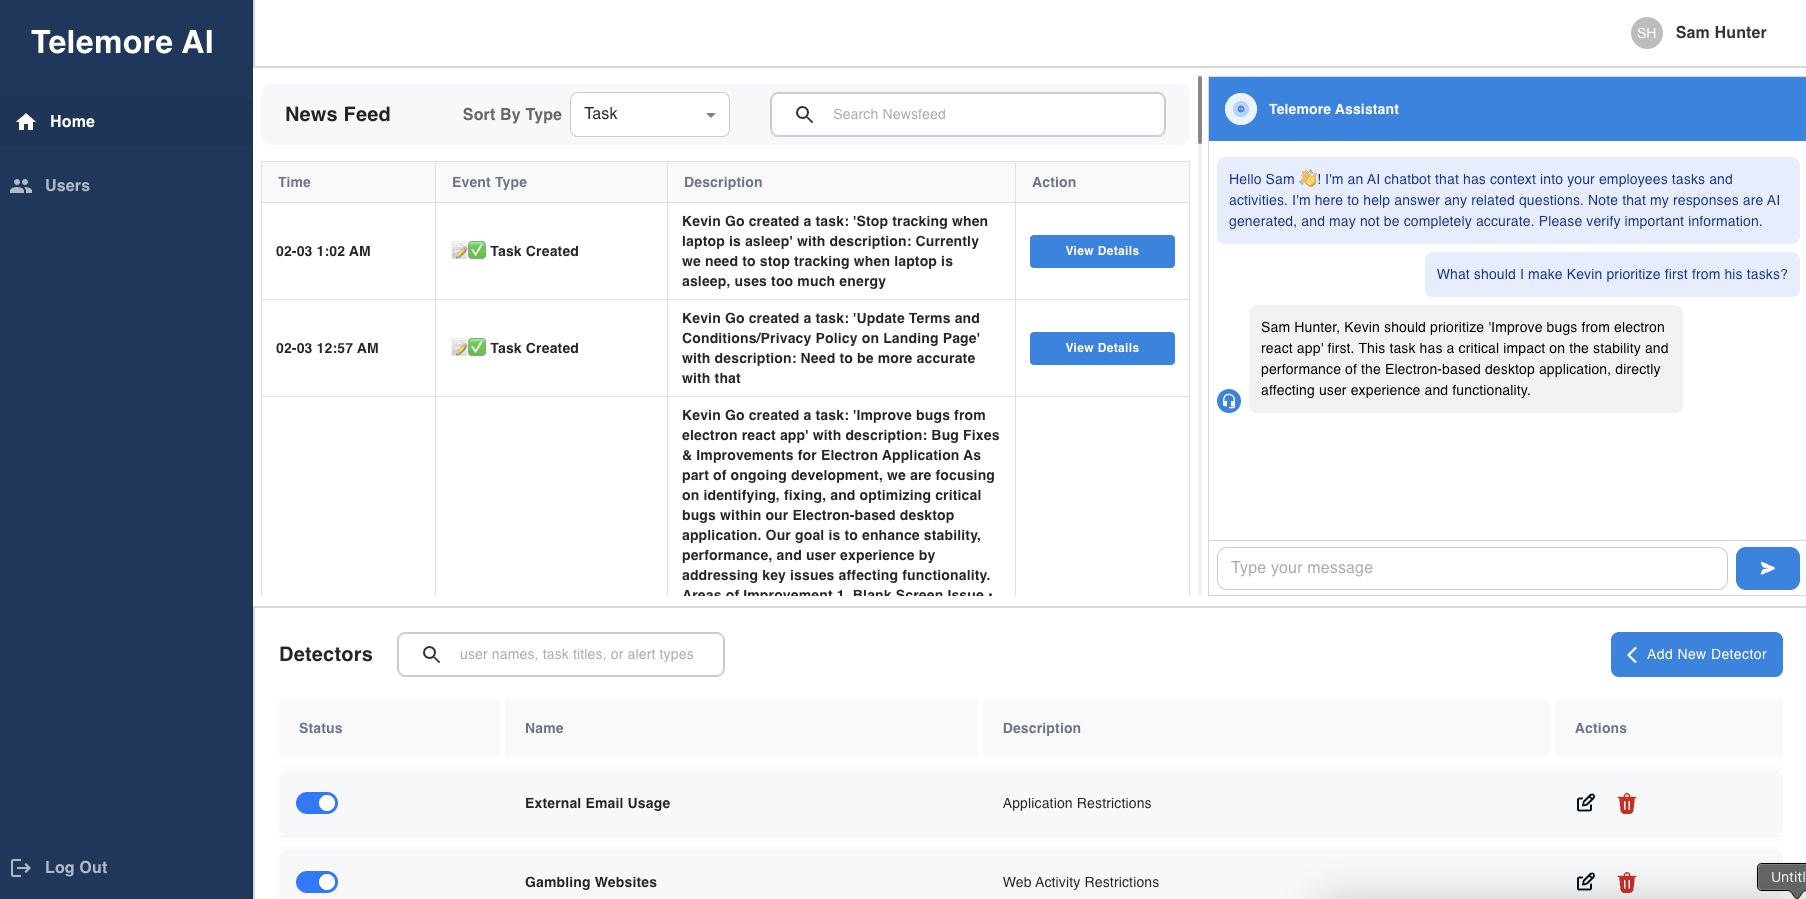 Telemore AI
Home
Users
Log Out
SH Sam Hunter
News Feed
Sort By Type
Task
Search Newsfeed
Time Event Type Description Action
02-03 1:02 AM
📝✅ Task Created
Kevin Go created a task: 'Stop tracking when
laptop is asleep' with description: Currently
we need to stop tracking when laptop is
asleep, uses too much energy
View Details
02-03 12:57 AM
📝✅ Task Created
Kevin Go created a task: 'Update Terms and
Conditions/Privacy Policy on Landing Page'
with description: Need to be more accurate
with that
View Details
Kevin Go created a task: 'Improve bugs from
electron react app' with description: Bug Fixes
& Improvements for Electron Application As
part of ongoing development, we are focusing
on identifying, fixing, and optimizing critical
bugs within our Electron-based desktop
application. Our goal is to enhance stability,
performance, and user experience by
addressing key issues affecting functionality.
Areas of Improvement 1. Blank Screen Issue •
Telemore Assistant
Hello Sam 👋! I'm an AI chatbot that has context into your employees tasks and
activities. I'm here to help answer any related questions. Note that my responses are AI
generated, and may not be completely accurate. Please verify important information.
What should I make Kevin prioritize first from his tasks?
Sam Hunter, Kevin should prioritize 'Improve bugs from electron
react app' first. This task has a critical impact on the stability and
performance of the Electron-based desktop application, directly
affecting user experience and functionality.
Type your message
Detectors
user names, task titles, or alert types
Add New Detector
Status Name Description Actions
External Email Usage Application Restrictions
Gambling Websites Web Activity Restrictions
Untitl